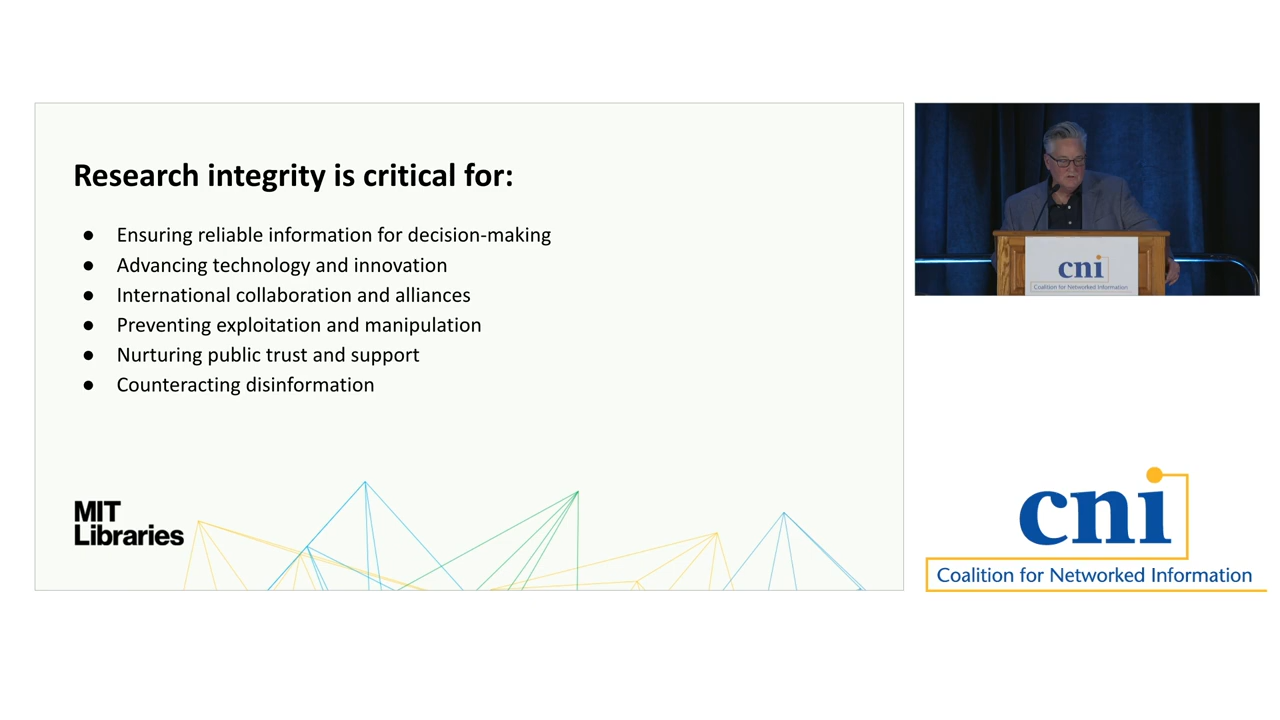 Research integrity is critical for:
● Ensuring reliable information for decision-making
● Advancing technology and innovation
● International collaboration and alliances
● Preventing exploitation and manipulation
● Nurturing public trust and support
● Counteracting disinformation
MIT
Libraries
cni
Coalition for Networked Information
cni
Coalition for Networked Information